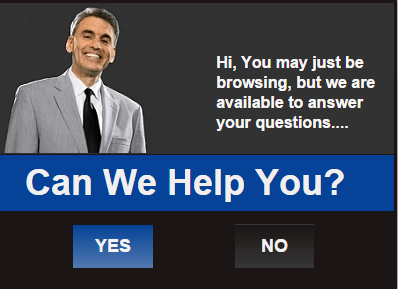 Hi, You may just be
browsing, but we are
available to answer
your questions....
Can We Help You?
YES
NO